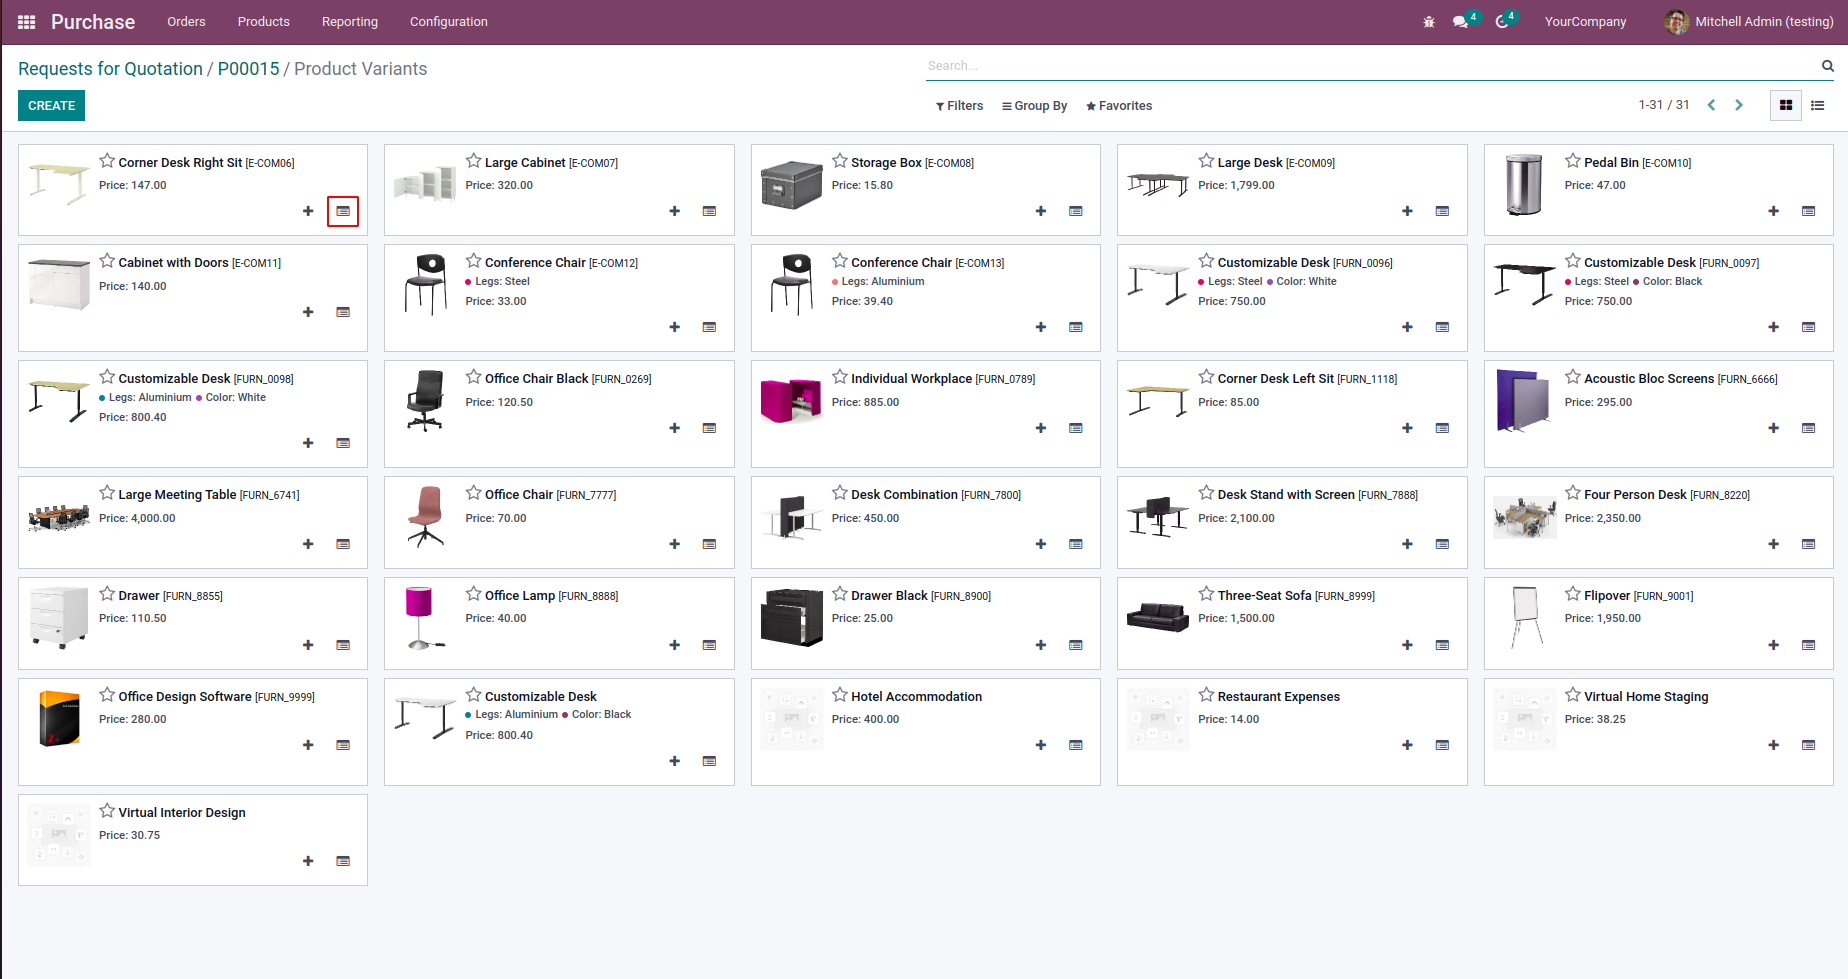 Purchase Orders Products Reporting Configuration 4 4 YourCompany Mitchell Admin (testing)
Requests for Quotation / P00015 / Product Variants
Search...
CREATE
Filters Group By Favorites 1-31 / 31
Corner Desk Right Sit [E-COM06]
Price: 147.00
Large Cabinet [E-COM07]
Price: 320.00
Storage Box [E-COM08]
Price: 15.80
Large Desk [E-COM09]
Price: 1,799.00
Pedal Bin [E-COM10]
Price: 47.00
Cabinet with Doors [E-COM11]
Price: 140.00
Conference Chair [E-COM12]
Legs: Steel
Price: 33.00
Conference Chair [E-COM13]
Legs: Aluminium
Price: 39.40
Customizable Desk [FURN_0096]
Legs: Steel Color: White
Price: 750.00
Customizable Desk [FURN_0097]
Legs: Steel Color: Black
Price: 750.00
Customizable Desk [FURN_0098]
Legs: Aluminium Color: White
Price: 800.40
Office Chair Black [FURN_0269]
Price: 120.50
Individual Workplace [FURN_0789]
Price: 885.00
Corner Desk Left Sit [FURN_1118]
Price: 85.00
Acoustic Bloc Screens [FURN_6666]
Price: 295.00
Large Meeting Table [FURN_6741]
Price: 4,000.00
Office Chair [FURN_7777]
Price: 70.00
Desk Combination [FURN_7800]
Price: 450.00
Desk Stand with Screen [FURN_7888]
Price: 2,100.00
Four Person Desk [FURN_8220]
Price: 2,350.00
Drawer [FURN_8855]
Price: 110.50
Office Lamp [FURN_8888]
Price: 40.00
Drawer Black [FURN_8900]
Price: 25.00
Three-Seat Sofa [FURN_8999]
Price: 1,500.00
Flipover [FURN_9001]
Price: 1,950.00
Office Design Software [FURN_9999]
Price: 280.00
Customizable Desk
Legs: Aluminium Color: Black
Price: 800.40
Hotel Accommodation
Price: 400.00
Restaurant Expenses
Price: 14.00
Virtual Home Staging
Price: 38.25
Virtual Interior Design
Price: 30.75